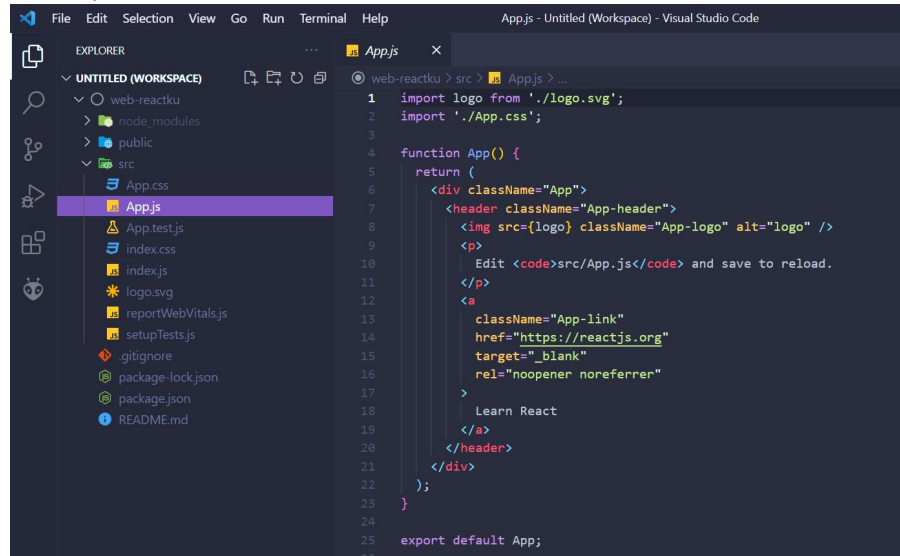 File Edit Selection View Go Run Terminal Help App.js - Untitled (Workspace) - Visual Studio Code
EXPLORER
UNTITLED (WORKSPACE)
web-reactku
node_modules
public
src
App.css
JS App.js
App.test.js
index.css
JS index.js
logo.svg
JS reportWebVitals.js
JS setupTests.js
.gitignore
package-lock.json
package.json
README.md
JS App.js ×
web-reactku > src > JS App.js > ...
1 import logo from './logo.svg';
2 import './App.css';
3
4 function App() {
5 return (
6 <div className="App">
7 <header className="App-header">
8 <img src={logo} className="App-logo" alt="logo" />
9 <p>
10 Edit <code>src/App.js</code> and save to reload.
11 </p>
12 <a
13 className="App-link"
14 href="https://reactjs.org"
15 target="_blank"
16 rel="noopener noreferrer"
17 >
18 Learn React
19 </a>
20 </header>
21 </div>
22 );
23 }
24
25 export default App;